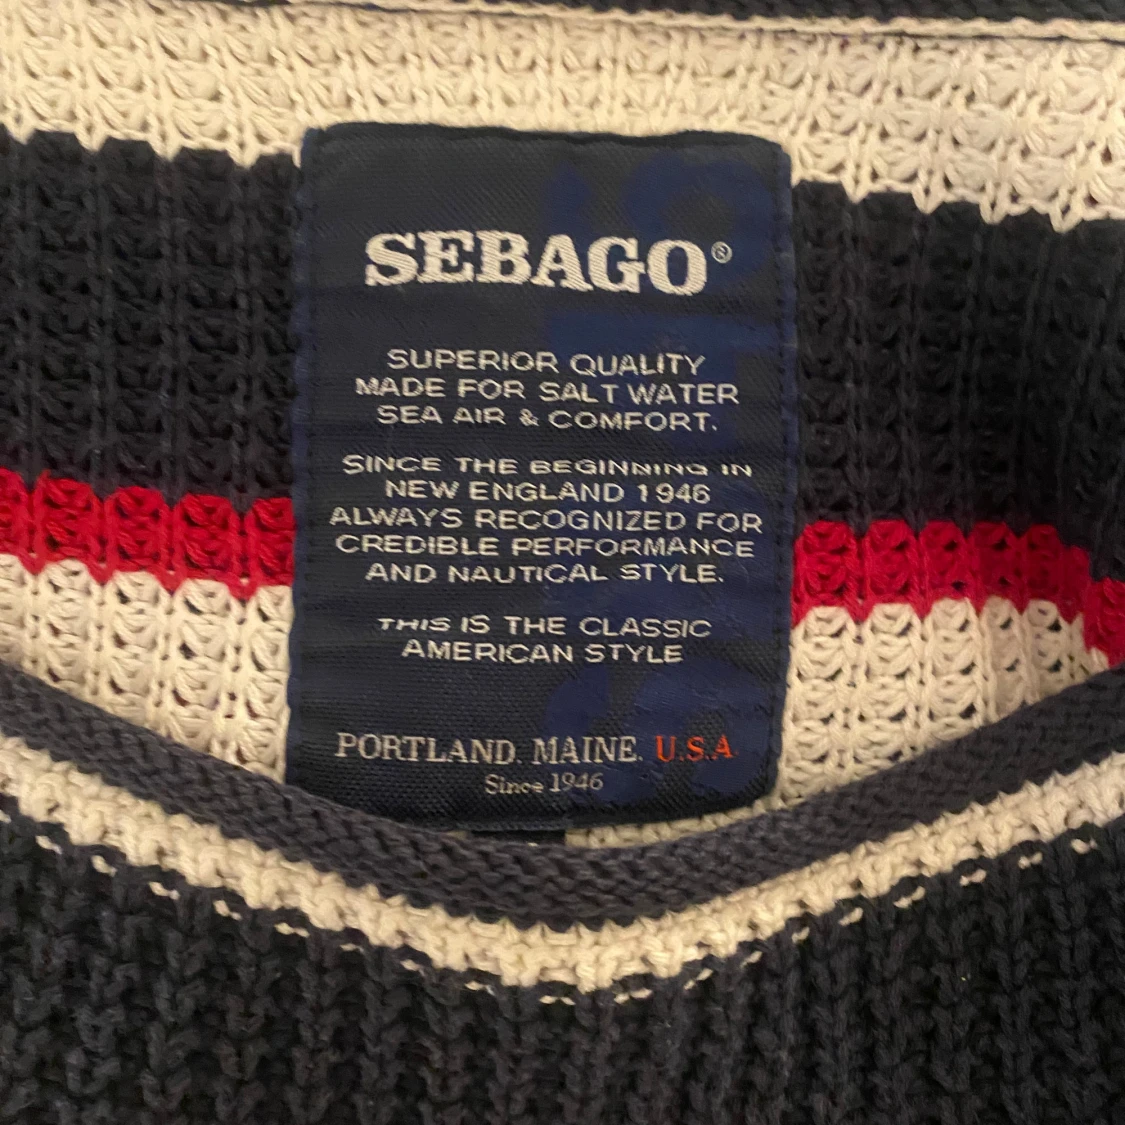 SEBAGO®
SUPERIOR QUALITY
MADE FOR SALT WATER
SEA AIR & COMFORT.
SINCE THE BEGINNING IN
NEW ENGLAND 1946
ALWAYS RECOGNIZED FOR
CREDIBLE PERFORMANCE
AND NAUTICAL STYLE.
THIS IS THE CLASSIC
AMERICAN STYLE
PORTLAND. MAINE. U.S.A
Since 1946